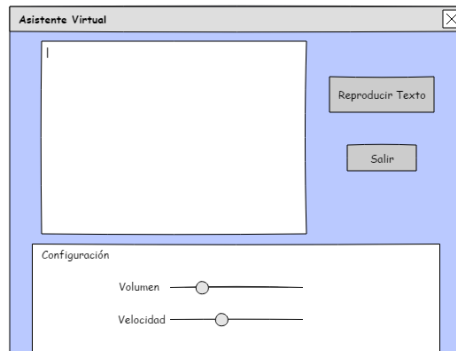 Asistente Virtual
Reproducir Texto
Salir
Configuración
Volumen
Velocidad